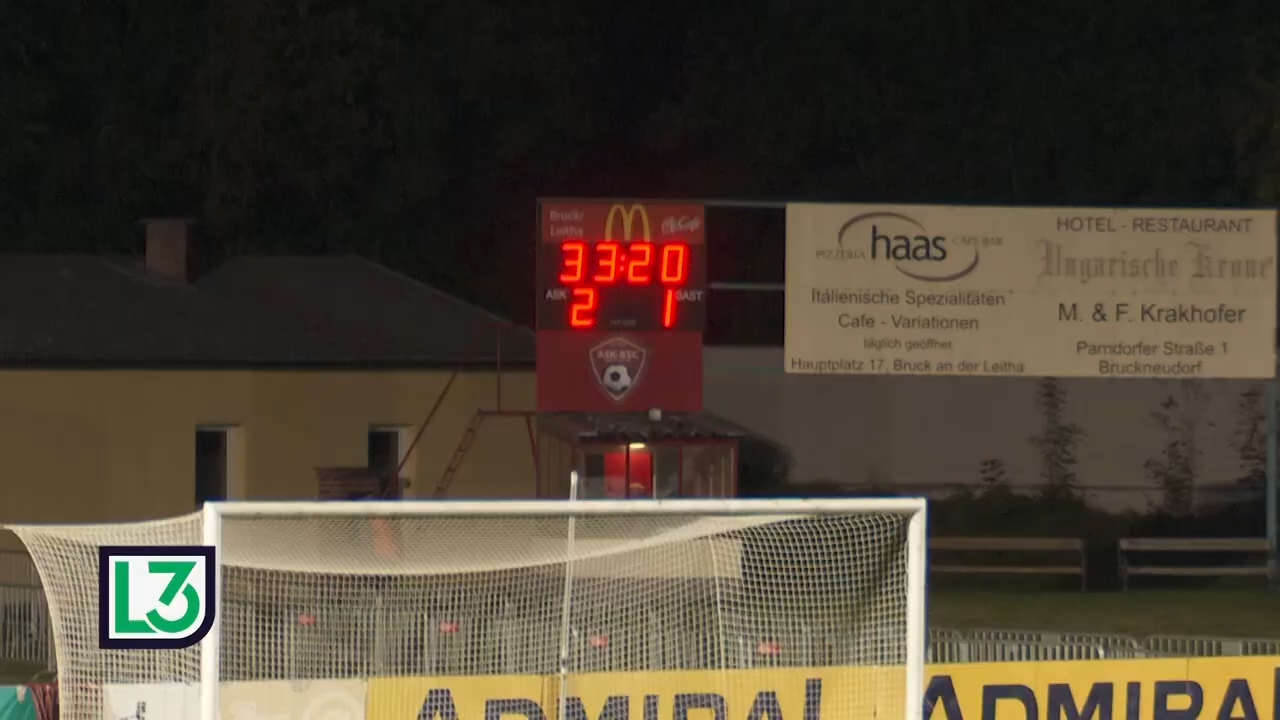 Bruck/
Leitha
McCafé
33:20
ASK
GAST
2
1
ASK-BSC
PIZZERIA haas CAFE BAR
Italienische Spezialitäten
Cafe - Variationen
täglich geöffnet
Hauptplatz 17, Bruck an der Leitha
HOTEL - RESTAURANT
Ungarische Krone
M. & F. Krakhofer
Parndorfer Straße 1
Bruckneudorf
L3
ADMIRAL
ADMIRAL